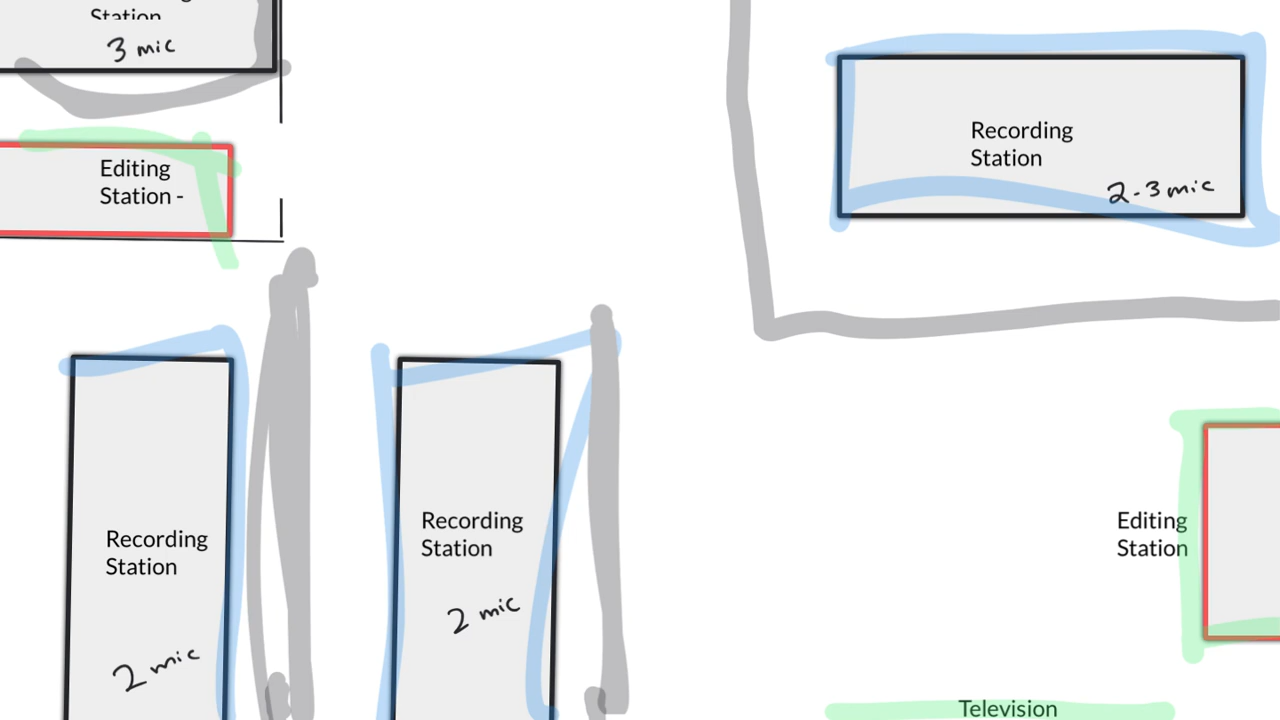 Station
3 mic
Editing
Station -
Recording
Station
2-3 mic
Recording
Station
2 mic
Recording
Station
2 mic
Editing
Station
Television